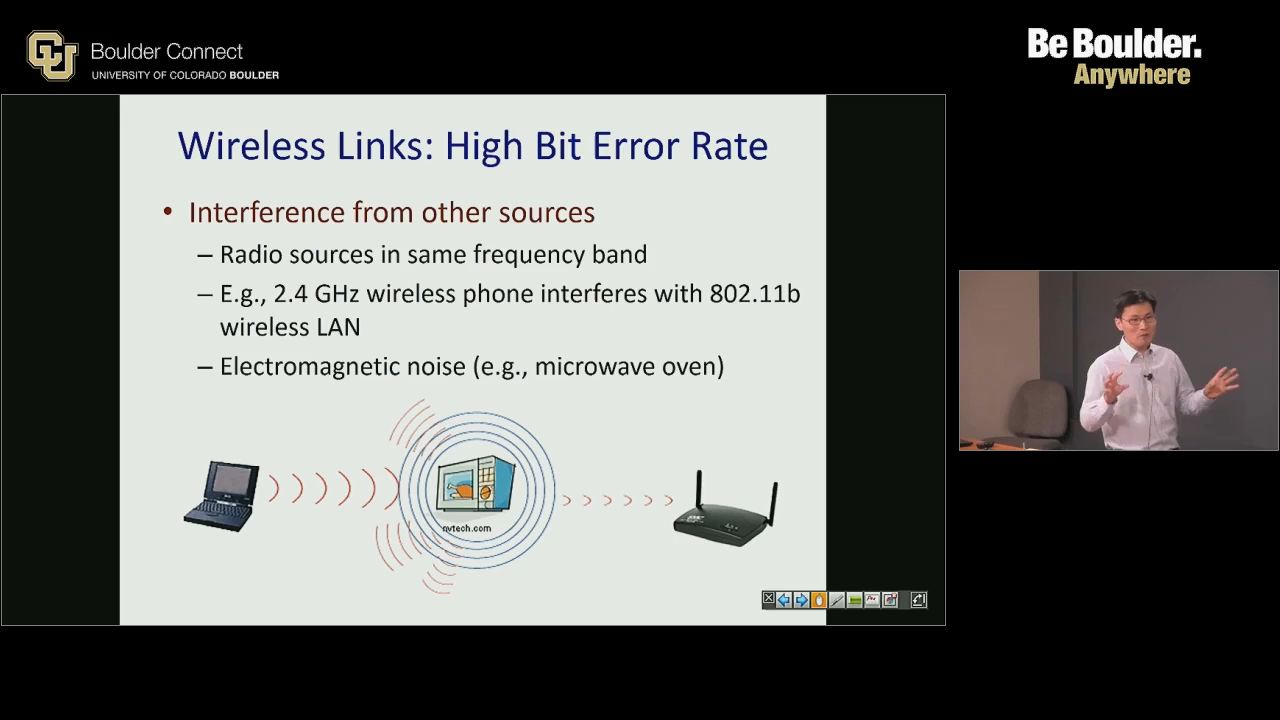 Boulder Connect
UNIVERSITY OF COLORADO BOULDER
Be Boulder.
Anywhere
Wireless Links: High Bit Error Rate
• Interference from other sources
– Radio sources in same frequency band
– E.g., 2.4 GHz wireless phone interferes with 802.11b
wireless LAN
– Electromagnetic noise (e.g., microwave oven)
nvtech.com